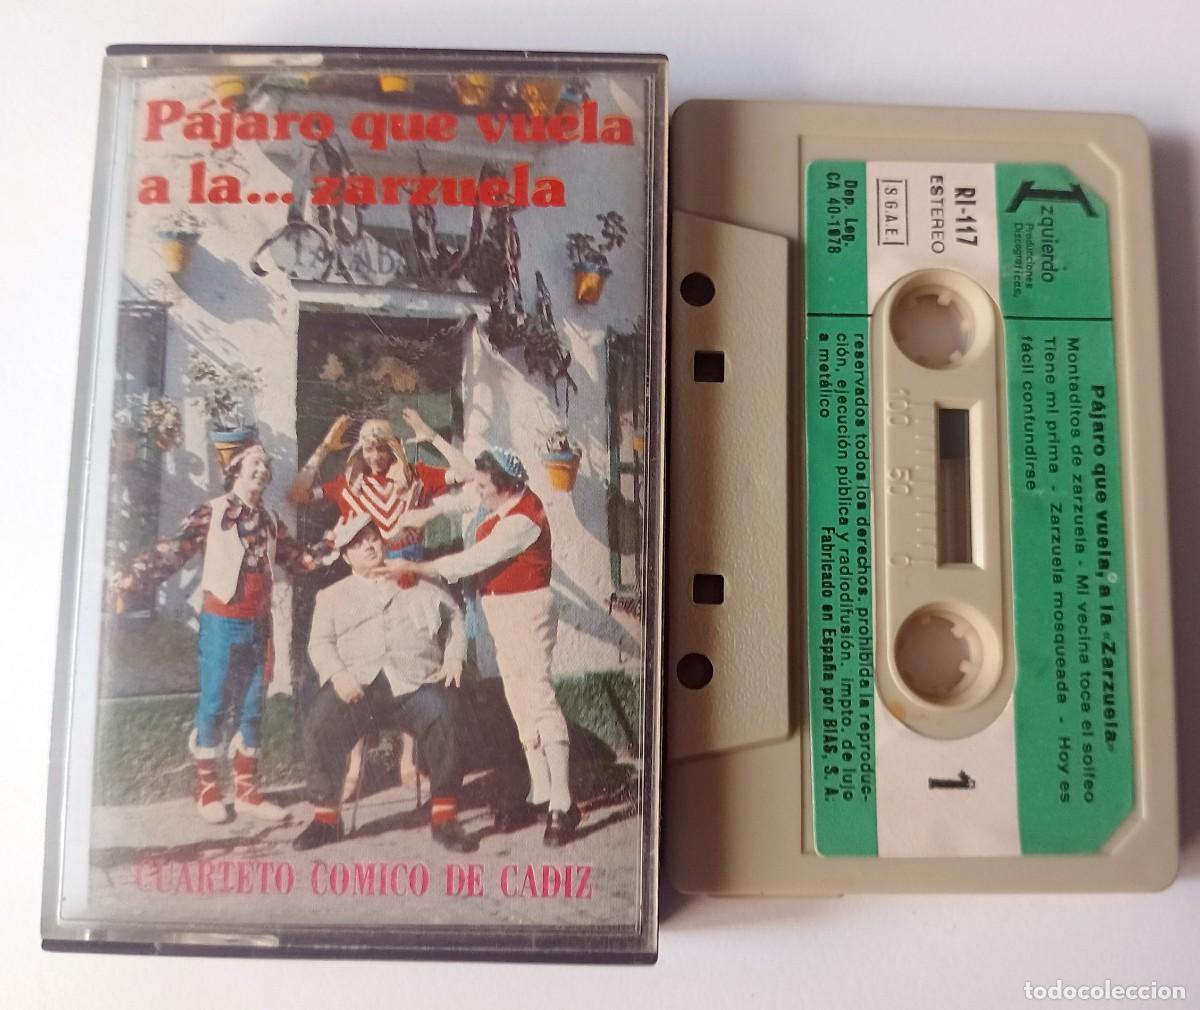 Pájaro que vuela
a la... zarzuela
CUARTETO COMICO DE CADIZ
Izquierdo
Producciones
Discográficas,
RI-117
ESTEREO
S.G.A.E.
Dep. Leg.
CA 40-1978
Pájaro que vuela, a la «Zarzuela»
Montaditos de zarzuela - Mi vecina toca el solfeo
Tiene mi prima - Zarzuela mosqueada - Hoy es
fácil confundirse
1
reservados todos los derechos, prohibida la reproduc-
ción, ejecución pública y radiodifusión. impto. de lujo
a metálico
Fabricado en España por BIAS, S. A.
100 50 0
todocoleccion